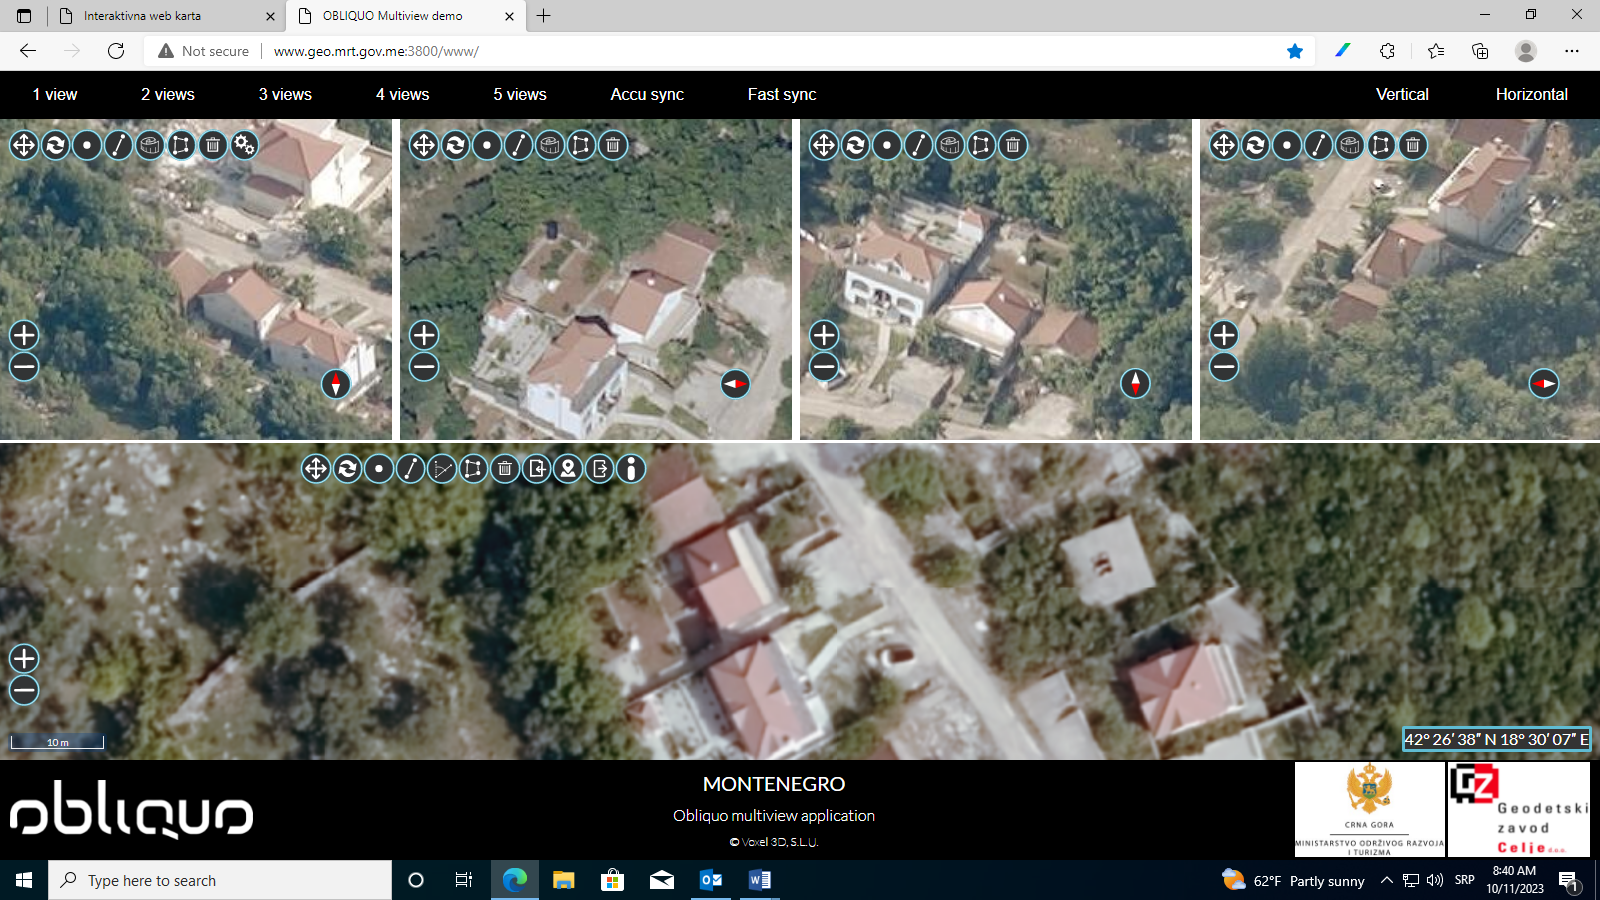 Interaktivna web karta
OBLIQUO Multiview demo
Not secure
www.geo.mrt.gov.me:3800/www/
1 view
2 views
3 views
4 views
5 views
Accu sync
Fast sync
Vertical
Horizontal
10 m
42° 26′ 38″ N 18° 30′ 07″ E
obliquo
MONTENEGRO
Obliquo multiview application
© Voxel 3D, S.L.U.
CRNA GORA
MINISTARSTVO ODRŽIVOG RAZVOJA
I TURIZMA
GZ
Geodetski
zavod
Celje d.o.o.
Type here to search
62°F Partly sunny
SRP
8:40 AM
10/11/2023
1